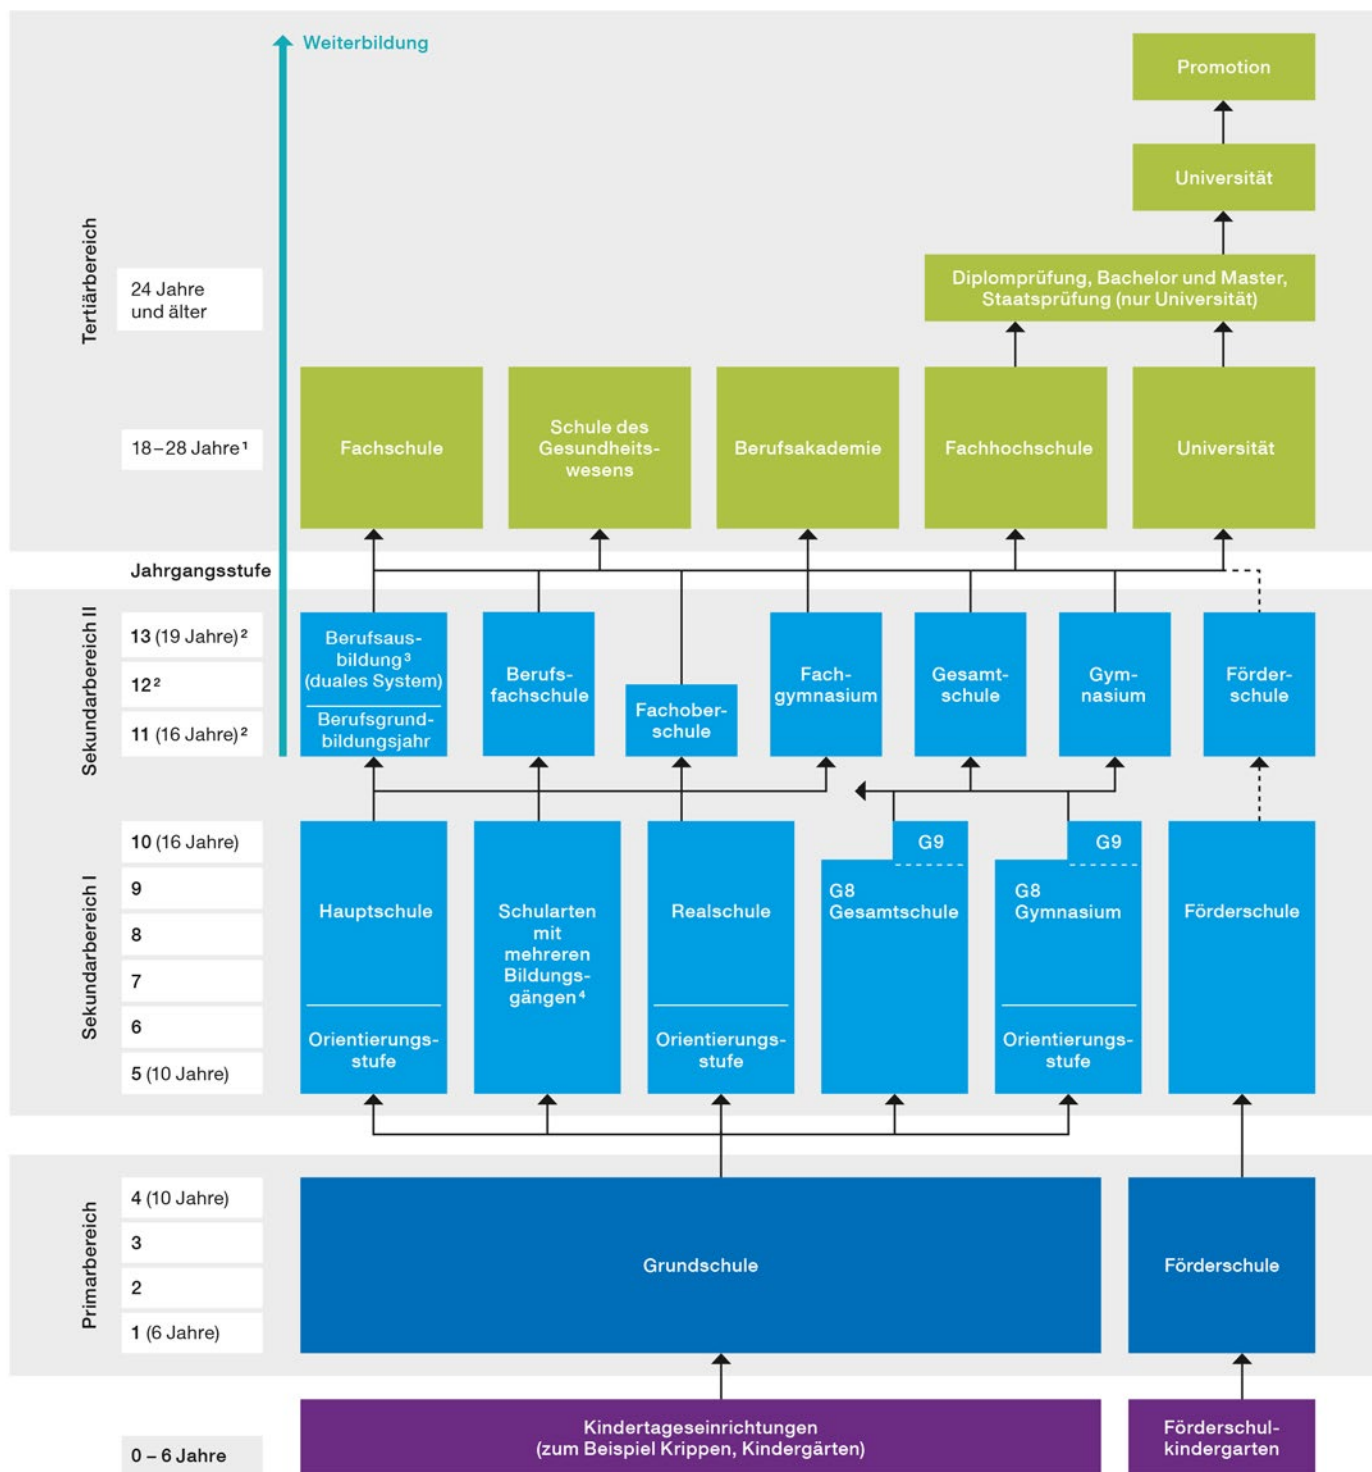 Weiterbildung
Promotion
Universität
Tertiärbereich
24 Jahre
und älter
Diplomprüfung, Bachelor und Master,
Staatsprüfung (nur Universität)
18–28 Jahre¹
Fachschule
Schule des
Gesundheits-
wesens
Berufsakademie
Fachhochschule
Universität
Jahrgangsstufe
Sekundarbereich II
13 (19 Jahre)²
12²
11 (16 Jahre)²
Berufsaus-
bildung³
(duales System)
Berufsgrund-
bildungsjahr
Berufs-
fachschule
Fachober-
schule
Fach-
gymnasium
Gesamt-
schule
Gym-
nasium
Förder-
schule
Sekundarbereich I
10 (16 Jahre)
9
8
7
6
5 (10 Jahre)
Hauptschule
Orientierungs-
stufe
Schularten
mit
mehreren
Bildungs-
gängen⁴
Realschule
Orientierungs-
stufe
G9
G8
Gesamtschule
G9
G8
Gymnasium
Orientierungs-
stufe
Förderschule
Primarbereich
4 (10 Jahre)
3
2
1 (6 Jahre)
Grundschule
Förderschule
0 – 6 Jahre
Kindertageseinrichtungen
(zum Beispiel Krippen, Kindergärten)
Förderschul-
kindergarten